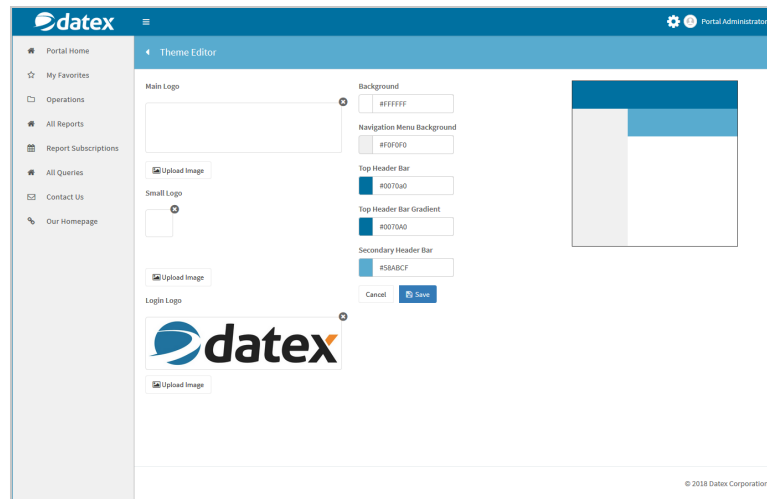 datex
Portal Administrator
Portal Home
My Favorites
Operations
All Reports
Report Subscriptions
All Queries
Contact Us
Our Homepage
Theme Editor
Main Logo
Upload Image
Small Logo
Upload Image
Login Logo
datex
Upload Image
Background
#FFFFFF
Navigation Menu Background
#F0F0F0
Top Header Bar
#0070a0
Top Header Bar Gradient
#0070A0
Secondary Header Bar
#58ABCF
Cancel
Save
© 2018 Datex Corporation